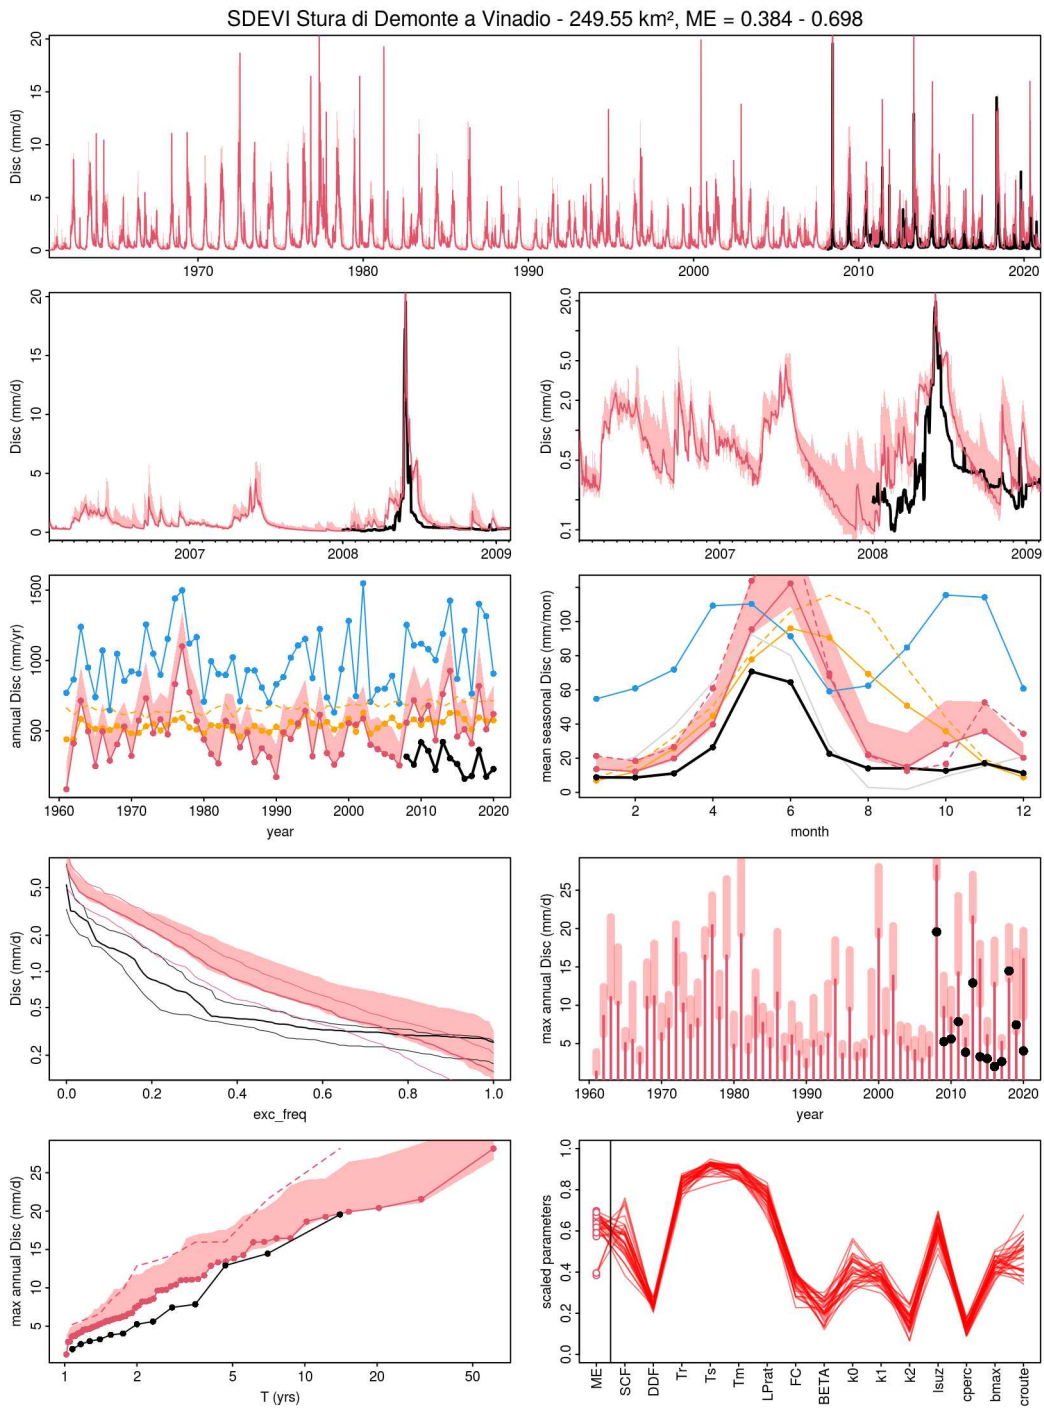 SDEVI Stura di Demonte a Vinadio - 249.55 km², ME = 0.384 - 0.698
Disc (mm/d)
0 5 10 15 20
1970 1980 1990 2000 2010 2020
Disc (mm/d)
0 5 10 15 20
2007 2008 2009
Disc (mm/d)
0.1 0.5 2.0 5.0 20.0
2007 2008 2009
annual Disc (mm/yr)
500 1000 1500
1960 1970 1980 1990 2000 2010 2020
year
mean seasonal Disc (mm/mon)
0 20 40 60 80 100
2 4 6 8 10 12
month
Disc (mm/d)
0.2 0.5 1.0 2.0 5.0
0.0 0.2 0.4 0.6 0.8 1.0
exc_freq
max annual Disc (mm/d)
5 10 15 20 25
1960 1970 1980 1990 2000 2010 2020
year
max annual Disc (mm/d)
5 10 15 20 25
1 2 5 10 20 50
T (yrs)
scaled parameters
0.0 0.2 0.4 0.6 0.8 1.0
ME SCF DDF Tr Ts Tm LPrat FC BETA k0 k1 k2 lsuz cperc bmax croute